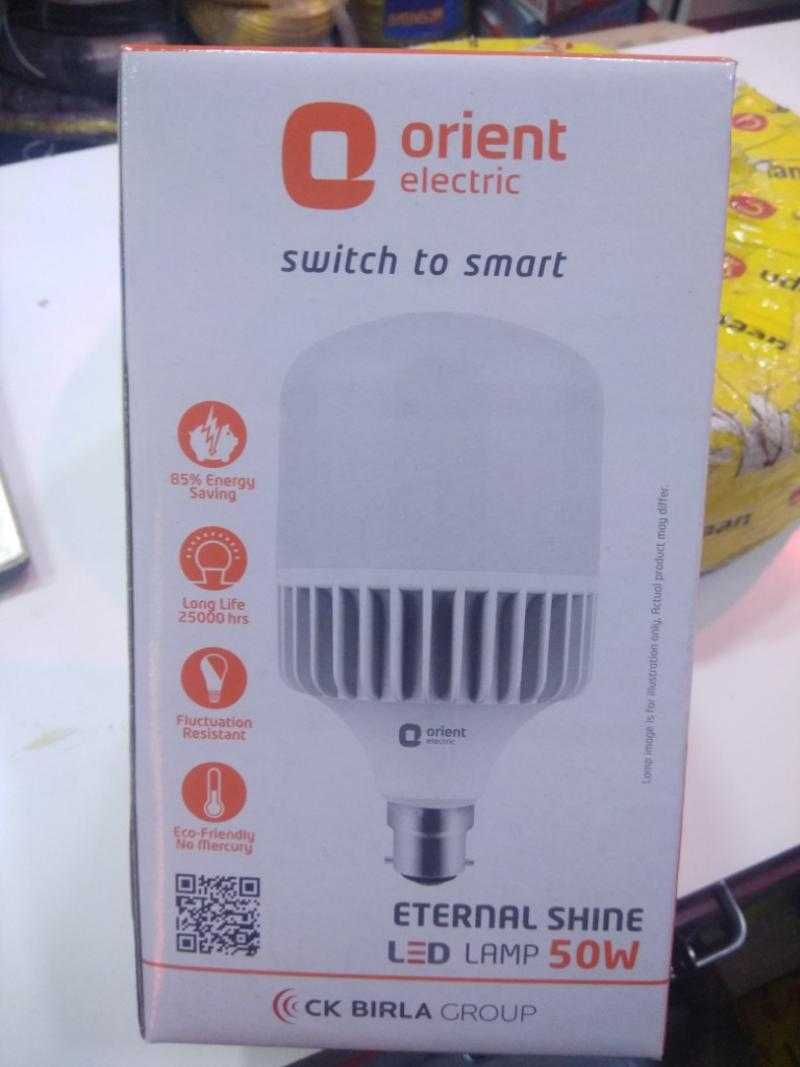 orient
electric
switch to smart
85% Energy
Saving
Long Life
25000 hrs
Fluctuation
Resistant
Eco-Friendly
No Mercury
Lamp image is for illustration only. Actual product may differ.
orient
electric
ETERNAL SHINE
LED LAMP 50W
CK BIRLA GROUP